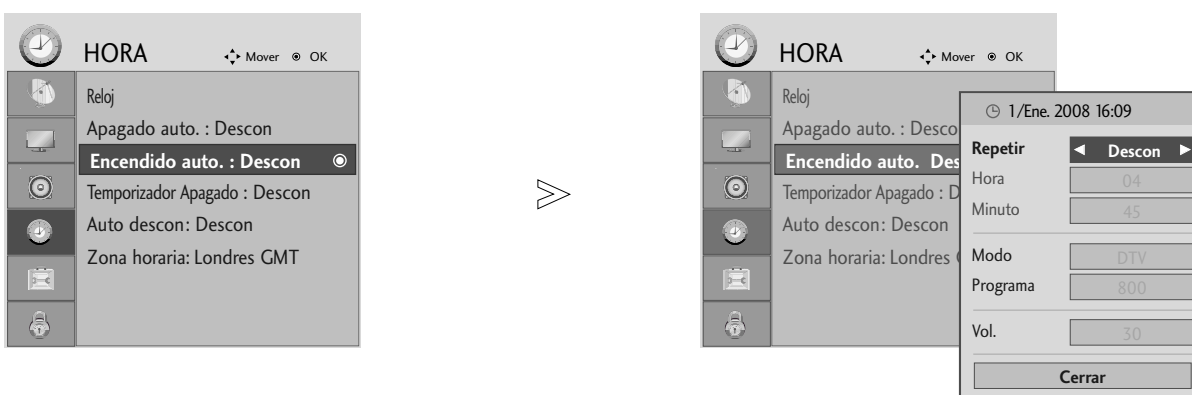 HORA Mover OK
Reloj
Apagado auto. : Descon
Encendido auto. : Descon
Temporizador Apagado : Descon
Auto descon: Descon
Zona horaria: Londres GMT
HORA Mover OK
Reloj
Apagado auto. : Desco
Encendido auto. Des
Temporizador Apagado : D
Auto descon: Descon
Zona horaria: Londres
1/Ene. 2008 16:09
Repetir ◄ Descon ►
Hora 04
Minuto 45
Modo DTV
Programa 800
Vol. 30
Cerrar